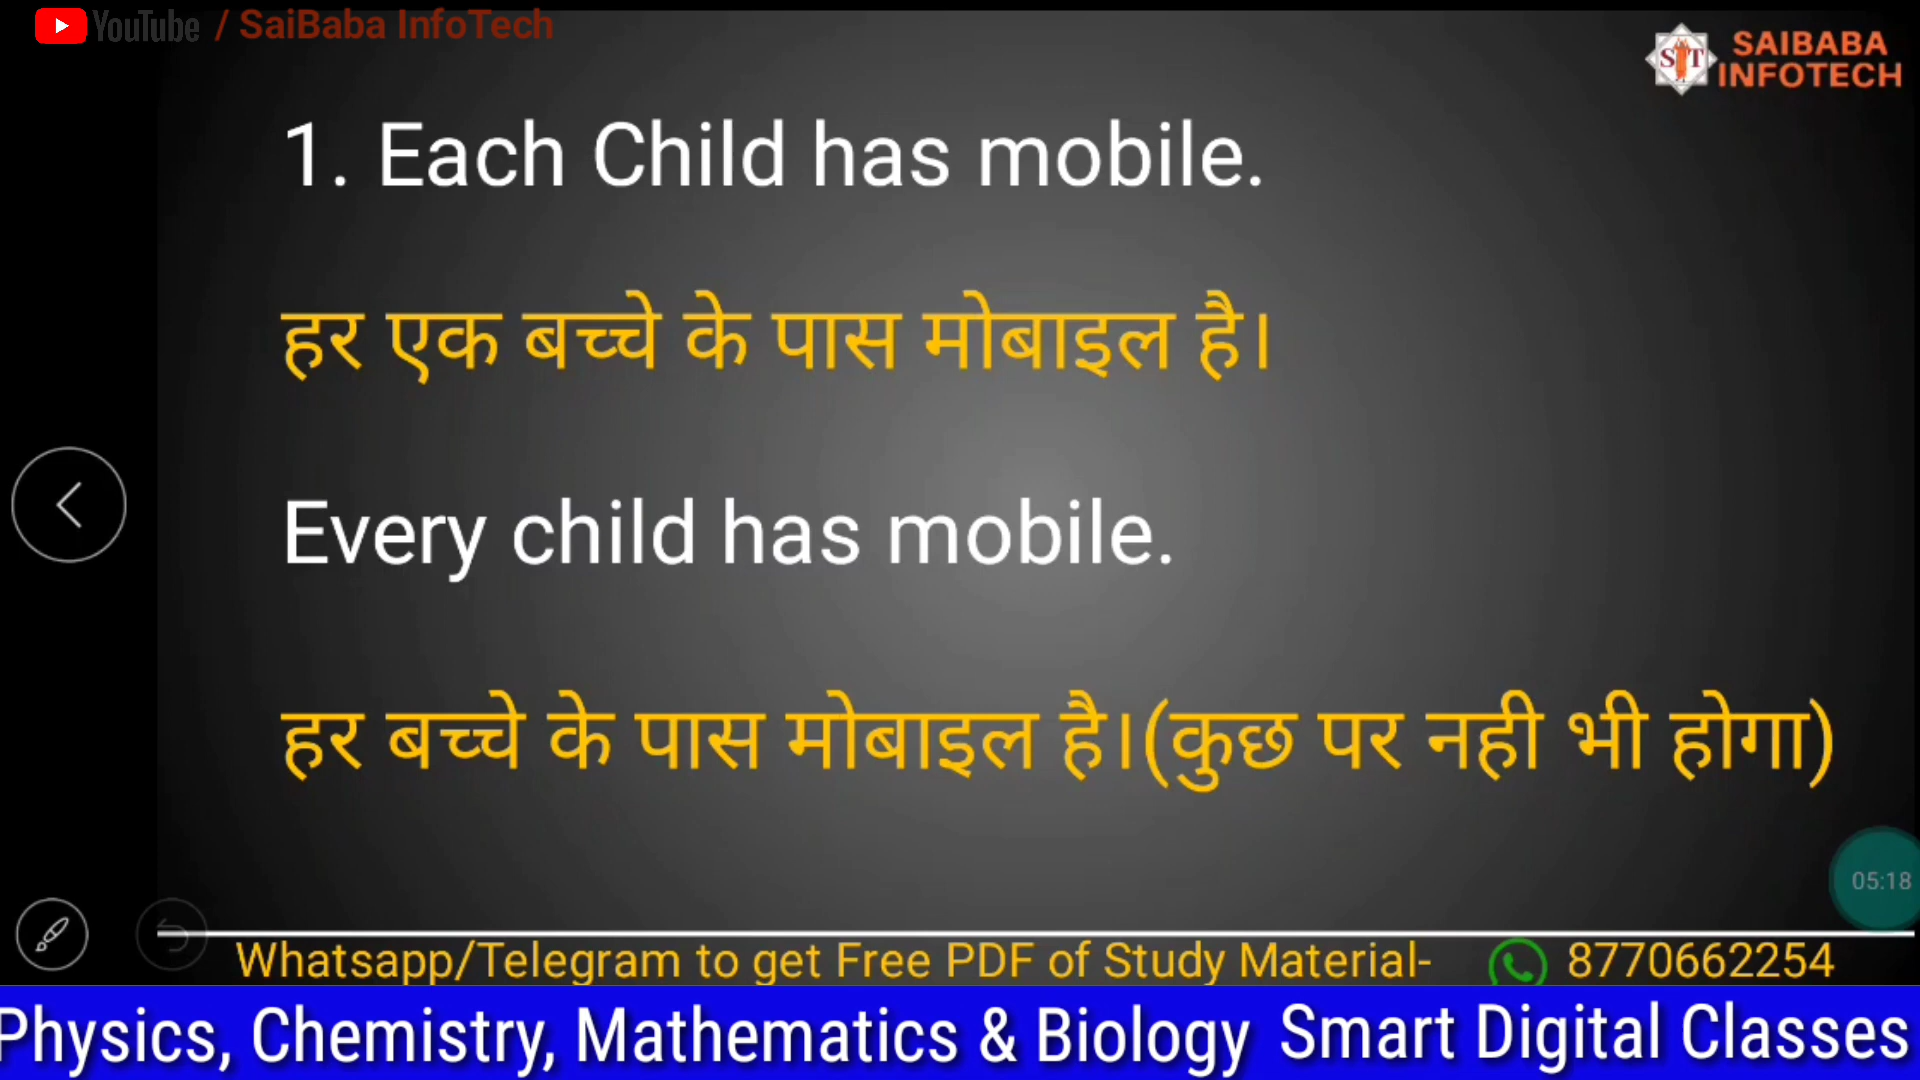 YouTube / SaiBaba InfoTech
SIT SAIBABA
INFOTECH
1. Each Child has mobile.
हर एक बच्चे के पास मोबाइल है।
Every child has mobile.
हर बच्चे के पास मोबाइल है।(कुछ पर नही भी होगा)
05:18
Whatsapp/Telegram to get Free PDF of Study Material- 8770662254
Physics, Chemistry, Mathematics & Biology Smart Digital Classes